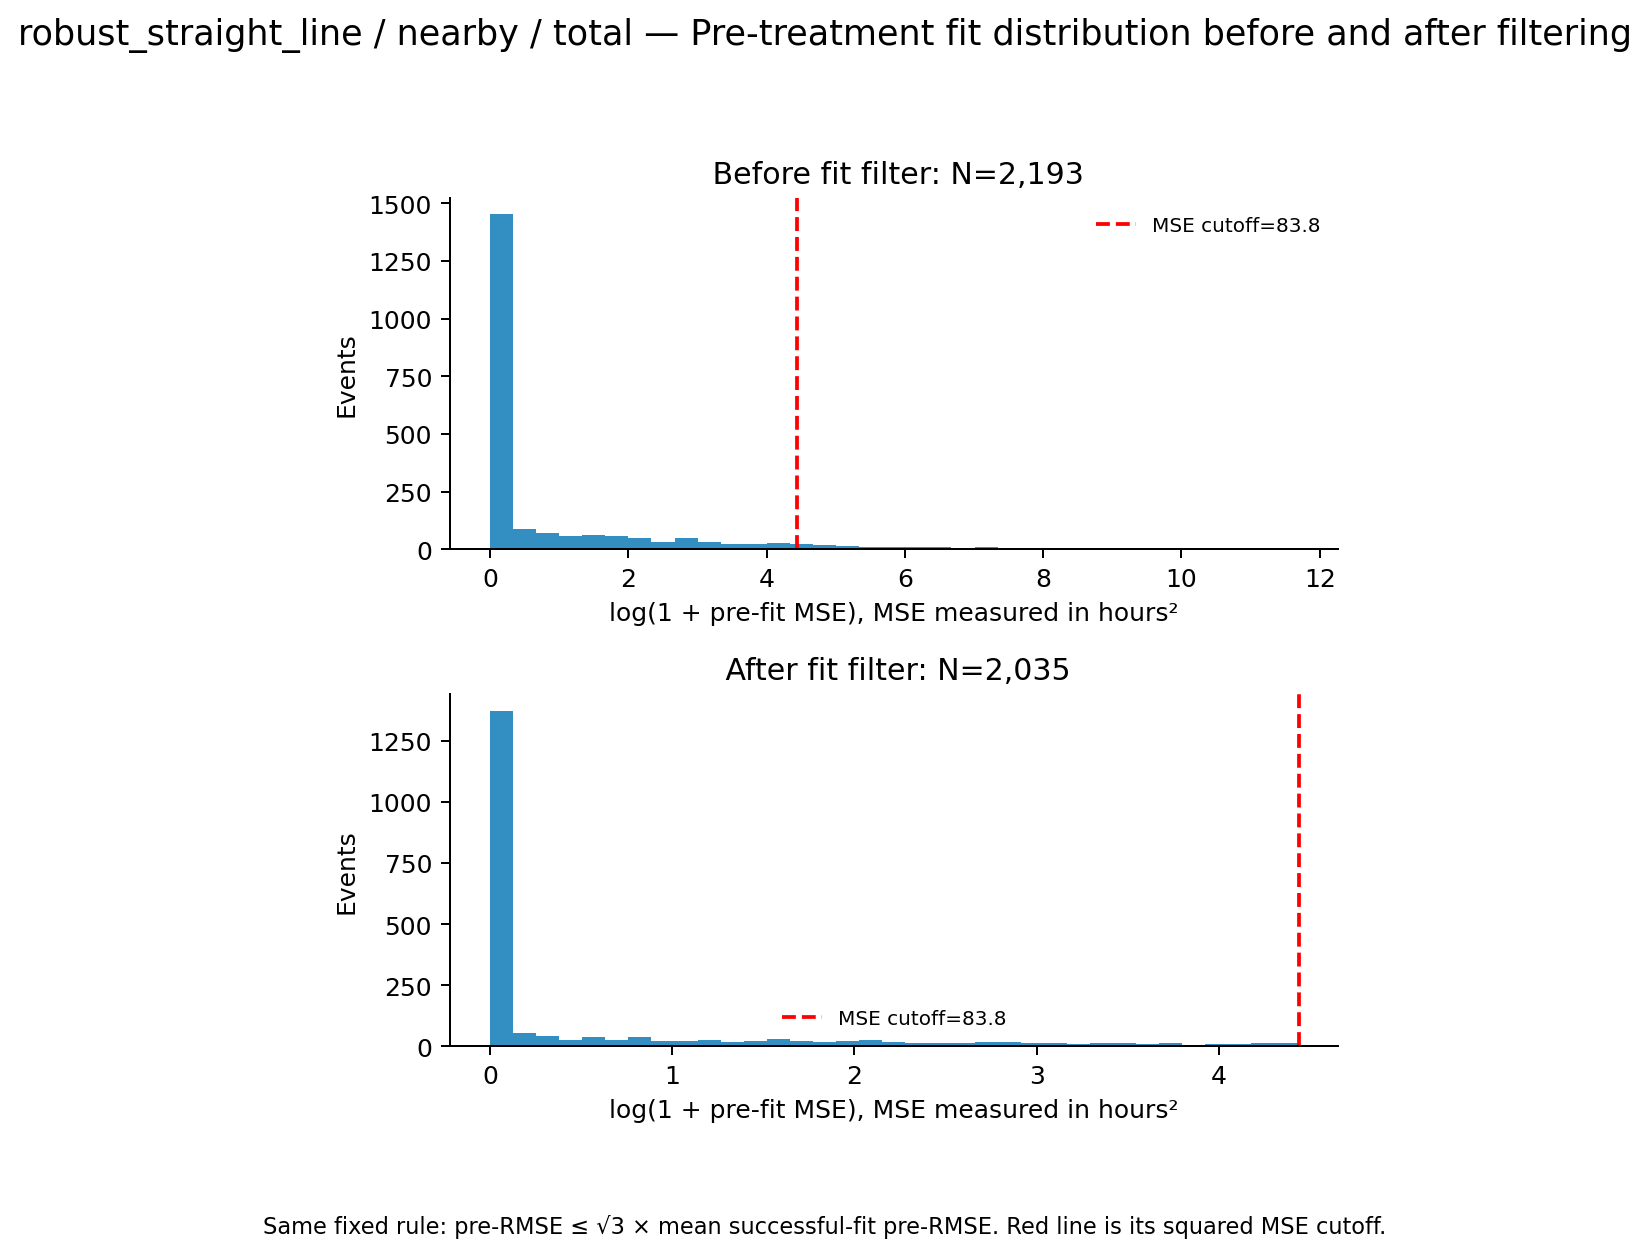 robust_straight_line / nearby / total — Pre-treatment fit distribution before and after filtering
Before fit filter: N=2,193
1500
1250
1000
750
500
250
0
Events
MSE cutoff=83.8
0 2 4 6 8 10 12
log(1 + pre-fit MSE), MSE measured in hours²
After fit filter: N=2,035
1250
1000
750
500
250
0
Events
MSE cutoff=83.8
0 1 2 3 4
log(1 + pre-fit MSE), MSE measured in hours²
Same fixed rule: pre-RMSE ≤ √3 × mean successful-fit pre-RMSE. Red line is its squared MSE cutoff.